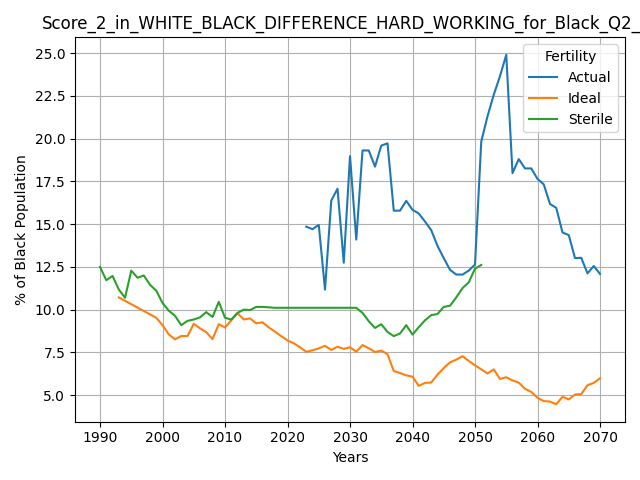 Score_2_in_WHITE_BLACK_DIFFERENCE_HARD_WORKING_for_Black_Q2_
Fertility
Actual
Ideal
Sterile
% of Black Population
25.0
22.5
20.0
17.5
15.0
12.5
10.0
7.5
5.0
1990 2000 2010 2020 2030 2040 2050 2060 2070
Years